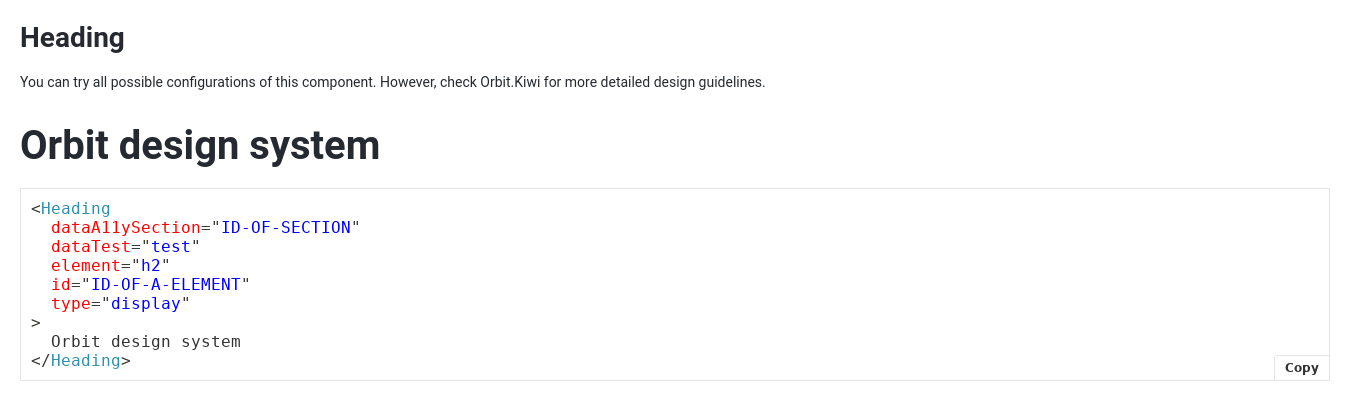 Heading
You can try all possible configurations of this component. However, check Orbit.Kiwi for more detailed design guidelines.
Orbit design system
<Heading
  dataA11ySection="ID-OF-SECTION"
  dataTest="test"
  element="h2"
  id="ID-OF-A-ELEMENT"
  type="display"
>
  Orbit design system
</Heading>
Copy